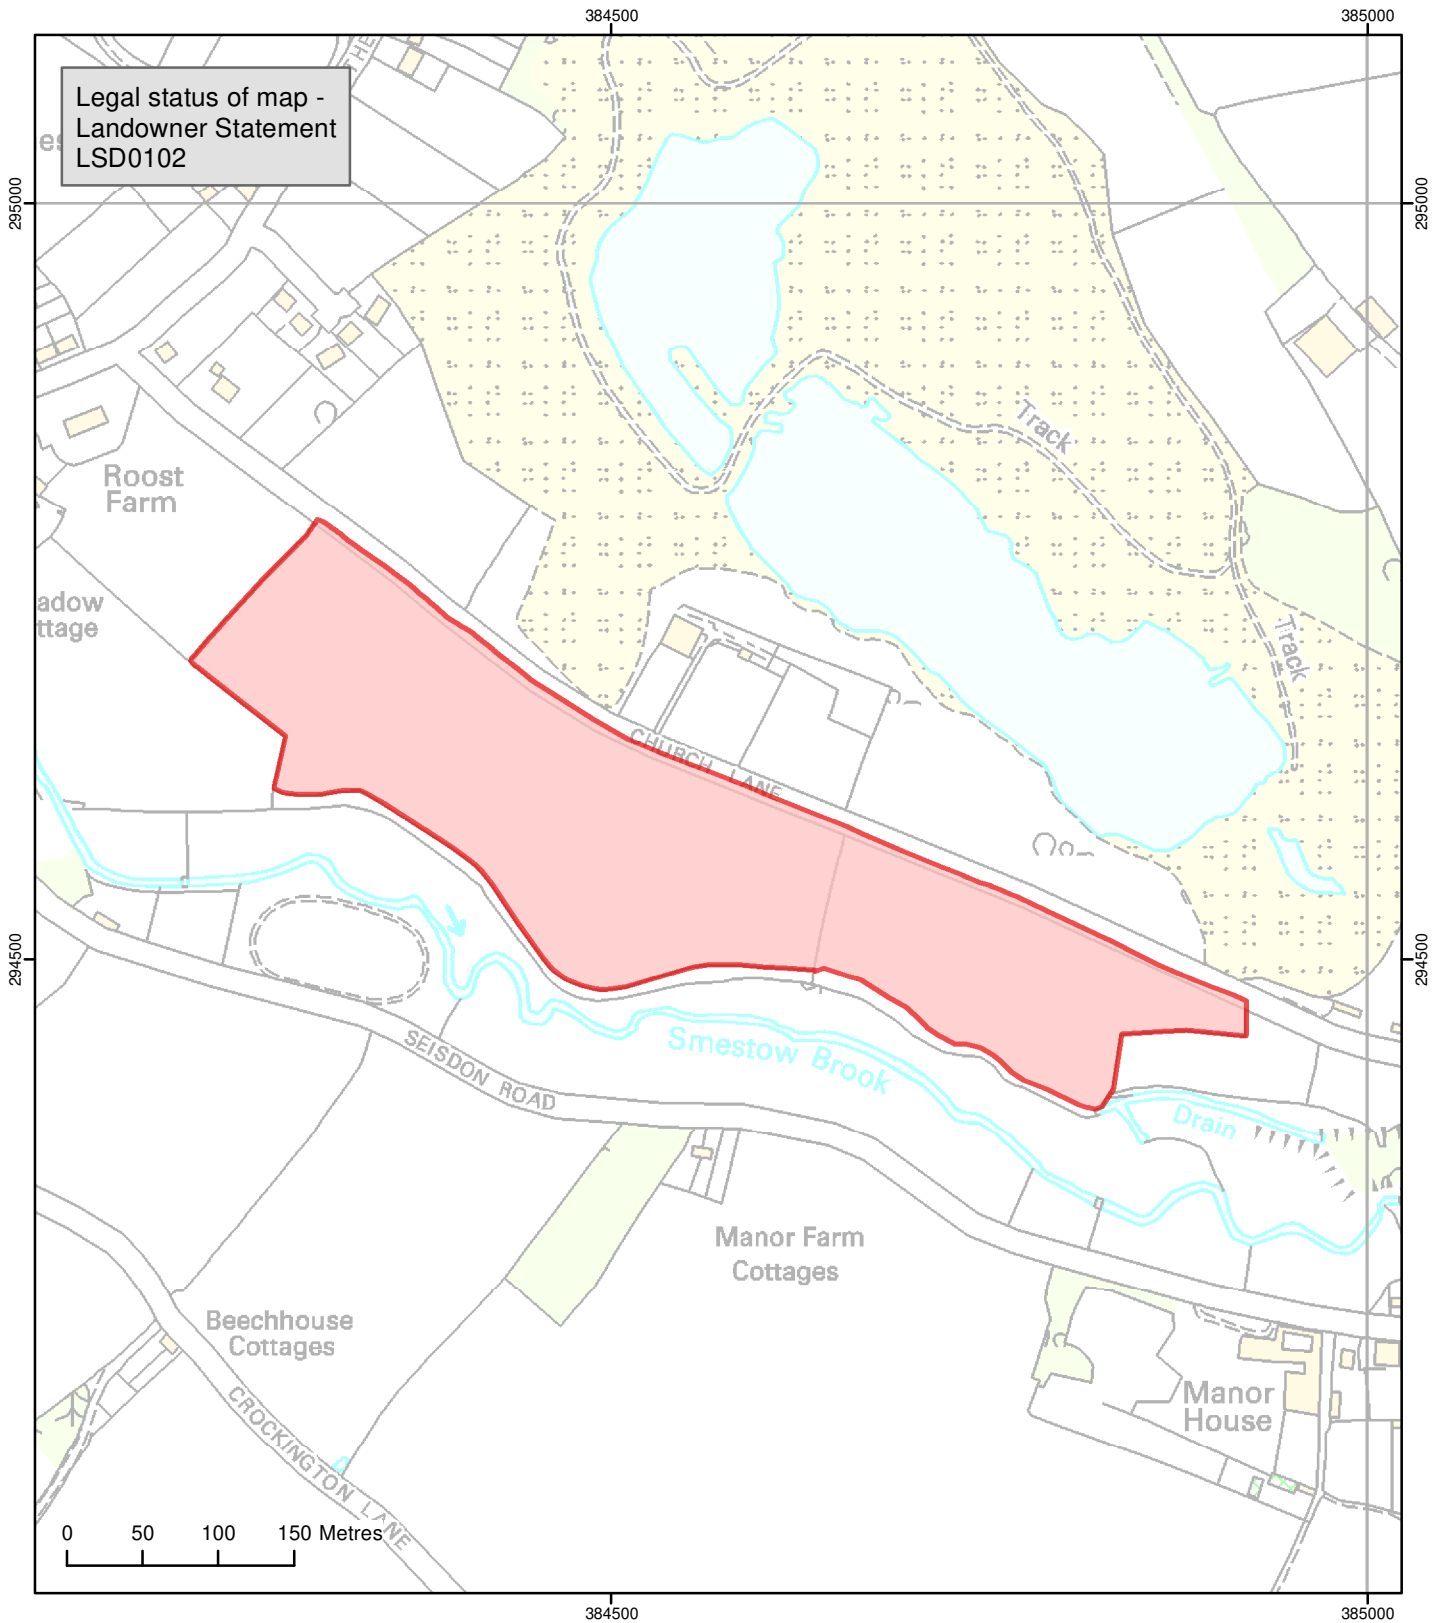 384500
385000
THE
Legal status of map -
Landowner Statement
LSD0102
es
295000
295000
Track
Roost
Farm
adow
ttage
Track
CHURCH LANE
294500
294500
SEISDON ROAD
Smestow Brook
Drain
Manor Farm
Cottages
Beechhouse
Cottages
Manor
House
CROCKINGTON LANE
0 50 100 150 Metres
384500
385000